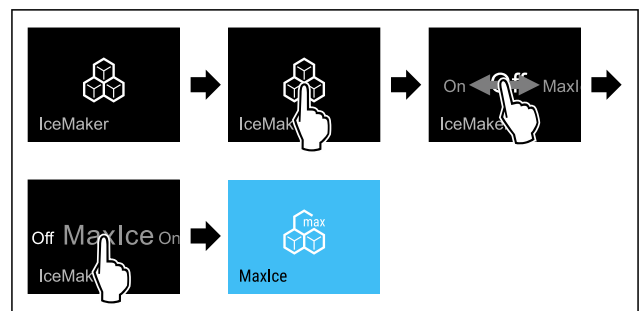 IceMaker
IceMak
On Off MaxI
IceMake
Off MaxIce On
IceMak
max
MaxIce